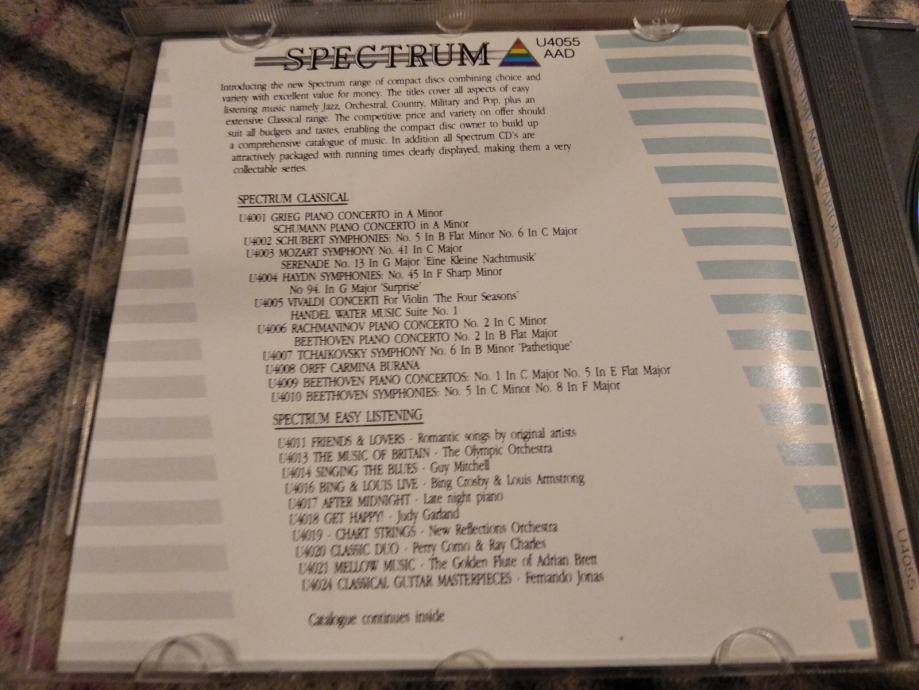 SPECTRUM
U4055
AAD
Introducing the new Spectrum range of compact discs combining choice and
variety with excellent value for money. The titles cover all aspects of easy
listening music namely Jazz, Orchestral, Country, Military and Pop, plus an
extensive Classical range. The competitive price and variety on offer should
suit all budgets and tastes, enabling the compact disc owner to build up
a comprehensive catalogue of music. In addition all Spectrum CD's are
attractively packaged with running times clearly displayed, making them a very
collectable series.
SPECTRUM CLASSICAL
U4001 GRIEG PIANO CONCERTO in A Minor
SCHUMANN PIANO CONCERTO in A Minor
U4002 SCHUBERT SYMPHONIES: No. 5 In B Flat Minor No. 6 In C Major
U4003 MOZART SYMPHONY No. 41 In C Major
SERENADE No. 13 In G Major 'Eine Kleine Nachtmusik'
U4004 HAYDN SYMPHONIES: No. 45 In F Sharp Minor
No 94. In G Major 'Surprise'
U4005 VIVALDI CONCERTI For Violin 'The Four Seasons'
HANDEL WATER MUSIC Suite No. 1
U4006 RACHMANINOV PIANO CONCERTO No. 2 In C Minor
BEETHOVEN PIANO CONCERTO No. 2 In B Flat Major
U4007 TCHAIKOVSKY SYMPHONY No. 6 In B Minor 'Pathetique'
U4008 ORFF CARMINA BURANA
U4009 BEETHOVEN PIANO CONCERTOS: No. 1 In C Major No. 5 In E Flat Major
U4010 BEETHOVEN SYMPHONIES: No. 5 In C Minor No. 8 In F Major
SPECTRUM EASY LISTENING
U4011 FRIENDS & LOVERS - Romantic songs by original artists
U4013 THE MUSIC OF BRITAIN - The Olympic Orchestra
U4014 SINGING THE BLUES - Guy Mitchell
U4016 BING & LOUIS LIVE - Bing Crosby & Louis Armstrong
U4017 AFTER MIDNIGHT - Late night piano
U4018 GET HAPPY! - Judy Garland
U4019 - CHART STRINGS - New Reflections Orchestra
U4020 CLASSIC DUO - Perry Como & Ray Charles
U4021 MELLOW MUSIC - The Golden Flute of Adrian Brett
U4024 CLASSICAL GUITAR MASTERPIECES - Fernando Jonas
Catalogue continues inside
AGAIN VARIOUS
U4055